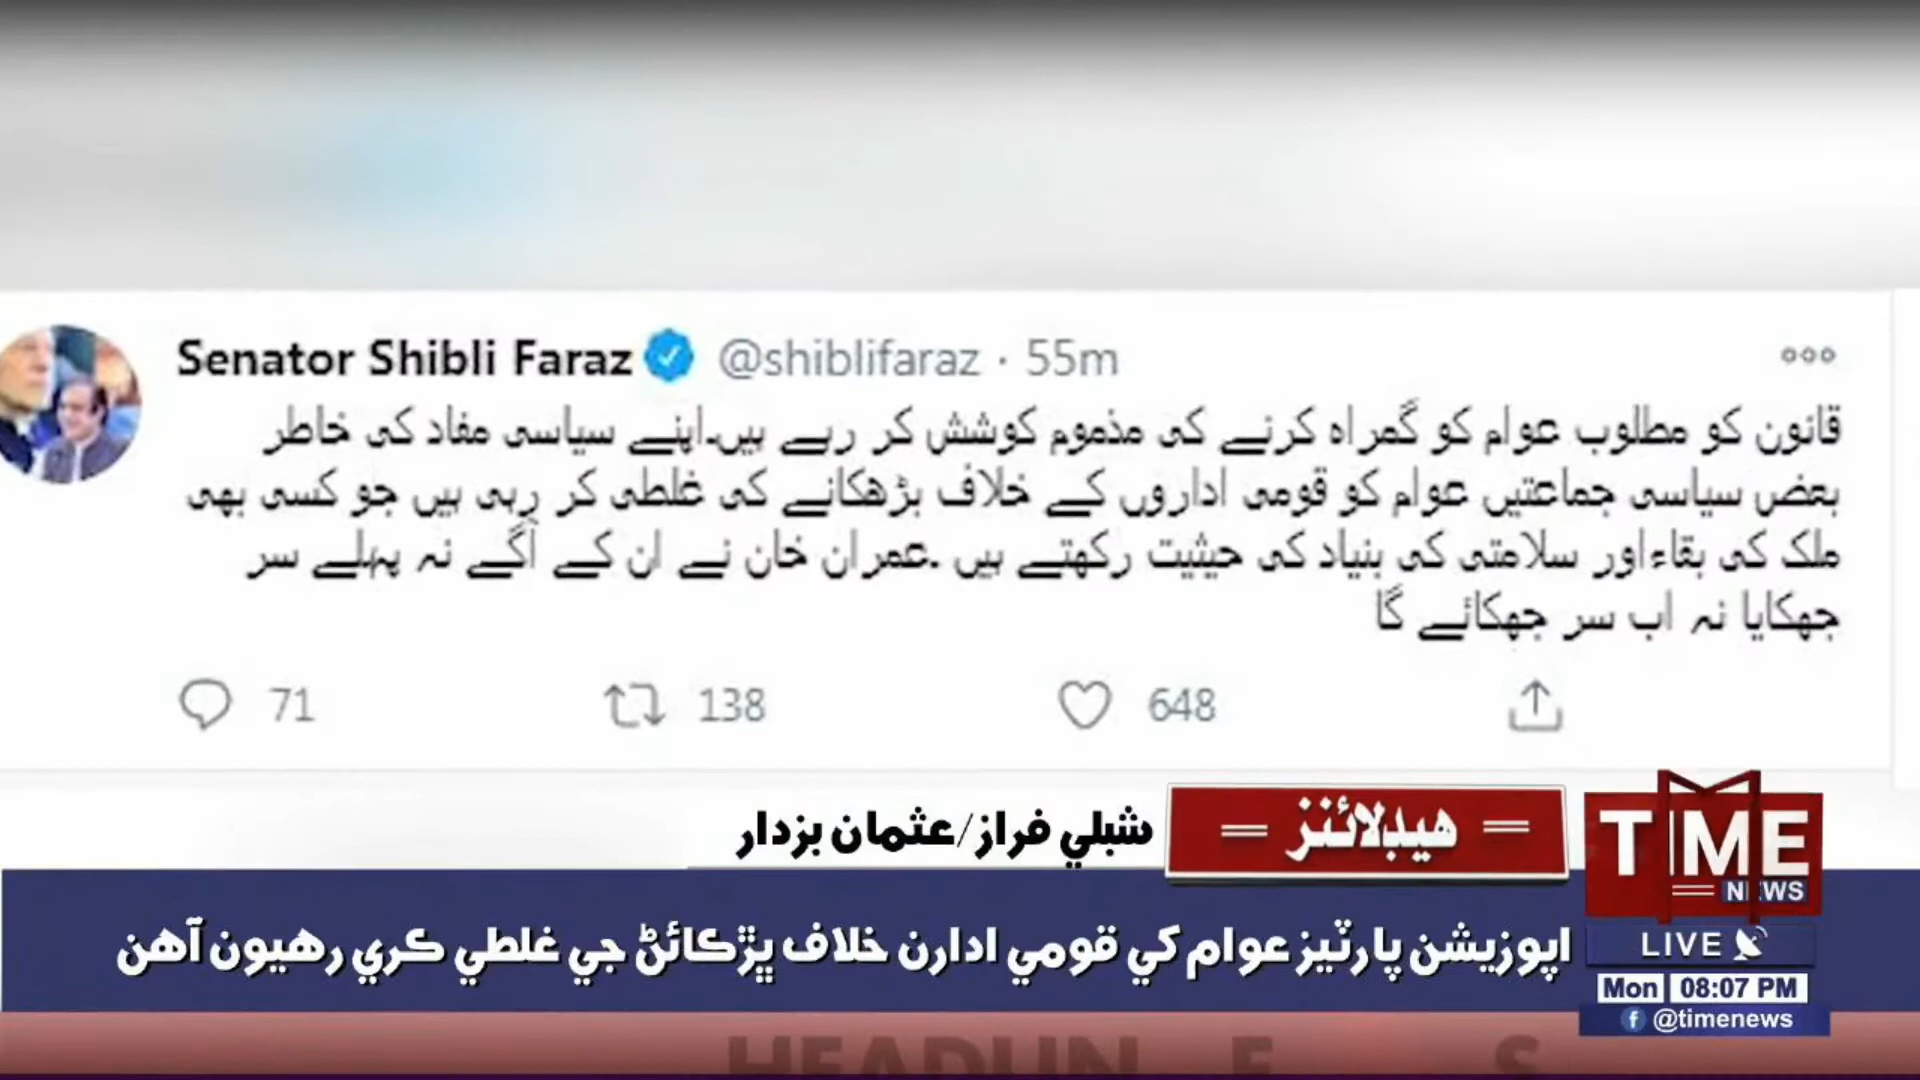 Senator Shibli Faraz @shiblifaraz · 55m
قانون کو مطلوب عوام کو گمراہ کرنے کی مذموم کوشش کر رہے ہیں۔اپنے سیاسی مفاد کی خاطر
بعض سیاسی جماعتیں عوام کو قومی اداروں کے خلاف بڑھکانے کی غلطی کر رہی ہیں جو کسی بھی
ملک کی بقاءاور سلامتی کی بنیاد کی حیثیت رکھتے ہیں ۔عمران خان نے ان کے آگے نہ پہلے سر
جھکایا نہ اب سر جھکائے گا
71 138 648
شبلي فراز/عثمان بزدار
هيڊلائنز
TIME
NEWS
اپوزيشن پارٽيز عوام کي قومي ادارن خلاف ڀڙڪائڻ جي غلطي ڪري رهيون آهن
LIVE
Mon 08:07 PM
@timenews
HEADLINES